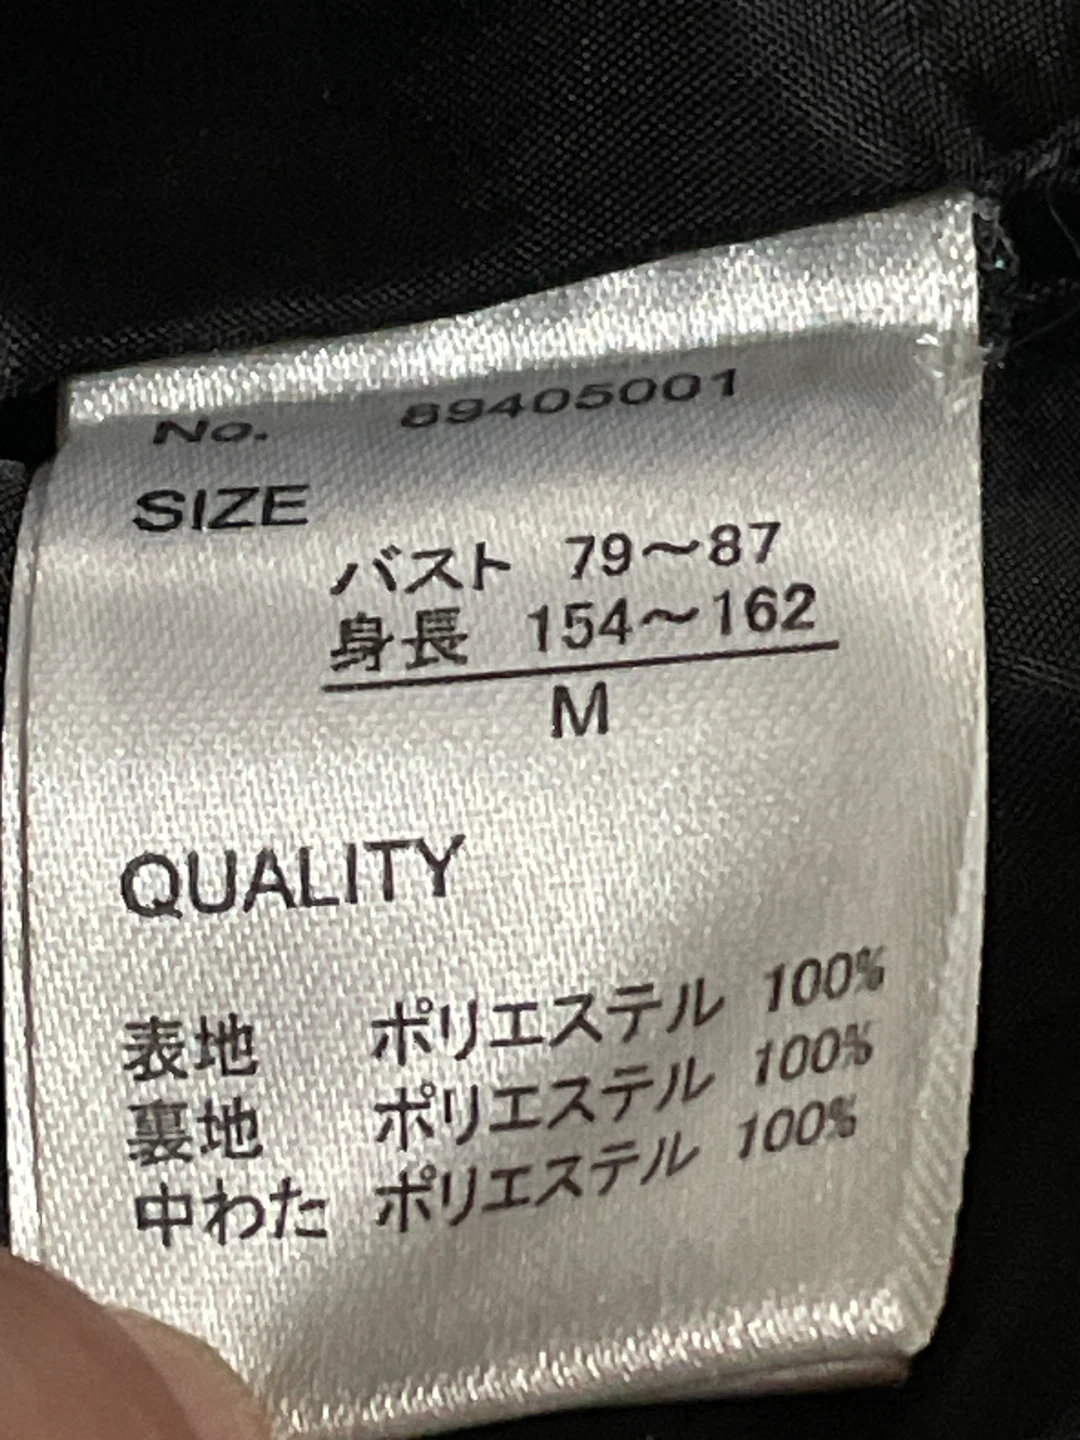 No. 89405001
SIZE
バスト 79〜87
身長 154〜162
M
QUALITY
表地 ポリエステル 100%
裏地 ポリエステル 100%
中わた ポリエステル 100%